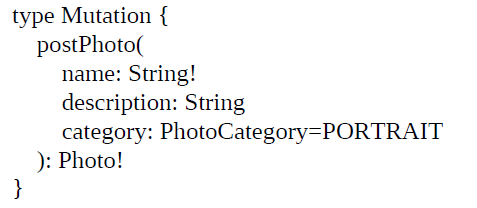 type Mutation {
    postPhoto(
        name: String!
        description: String
        category: PhotoCategory=PORTRAIT
    ): Photo!
}